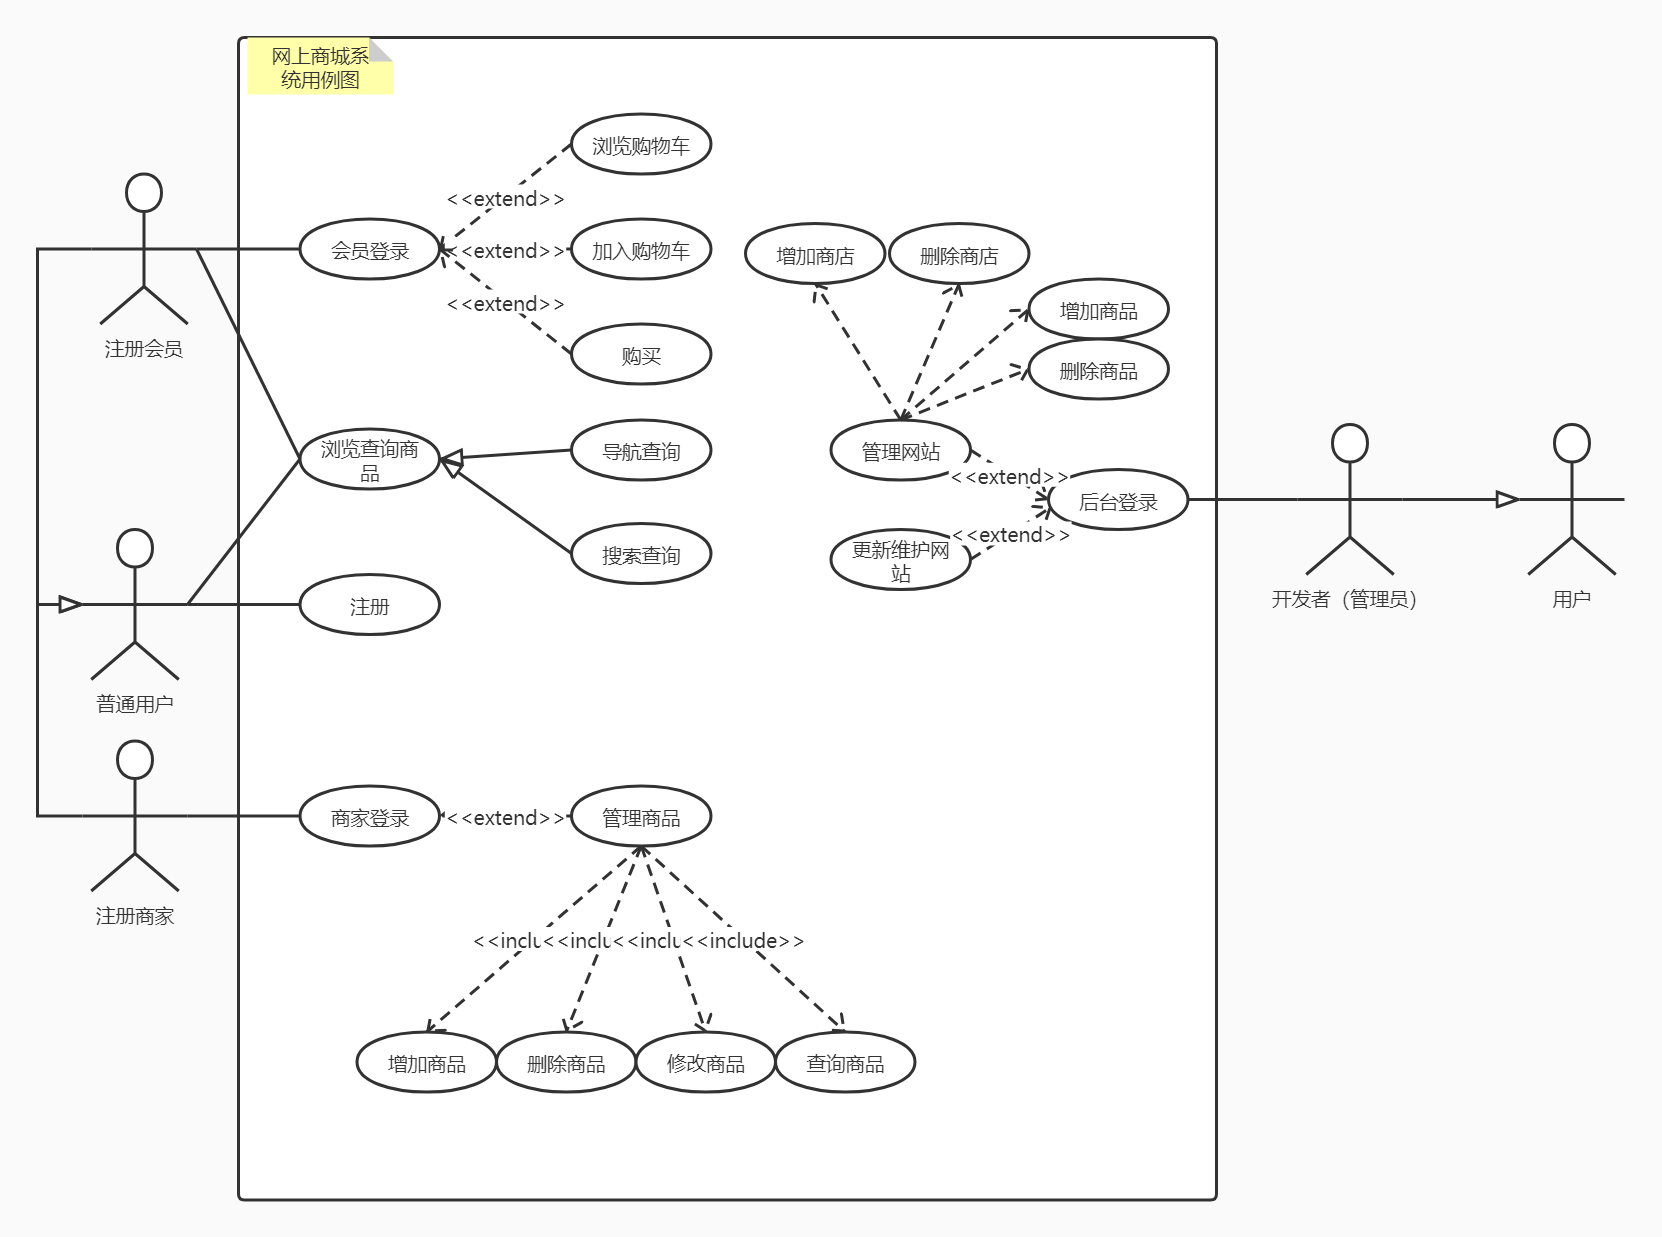 网上商城系
统用例图
浏览购物车
<<extend>>
会员登录
<<extend>>
加入购物车
<<extend>>
购买
注册会员
增加商店
删除商店
增加商品
删除商品
浏览查询商
品
导航查询
搜索查询
管理网站
<<extend>>
后台登录
<<extend>>
更新维护网
站
开发者（管理员）
用户
注册
普通用户
商家登录
<<extend>>
管理商品
注册商家
<<inclu
<<inclu
<<inclu
<<include>>
增加商品
删除商品
修改商品
查询商品